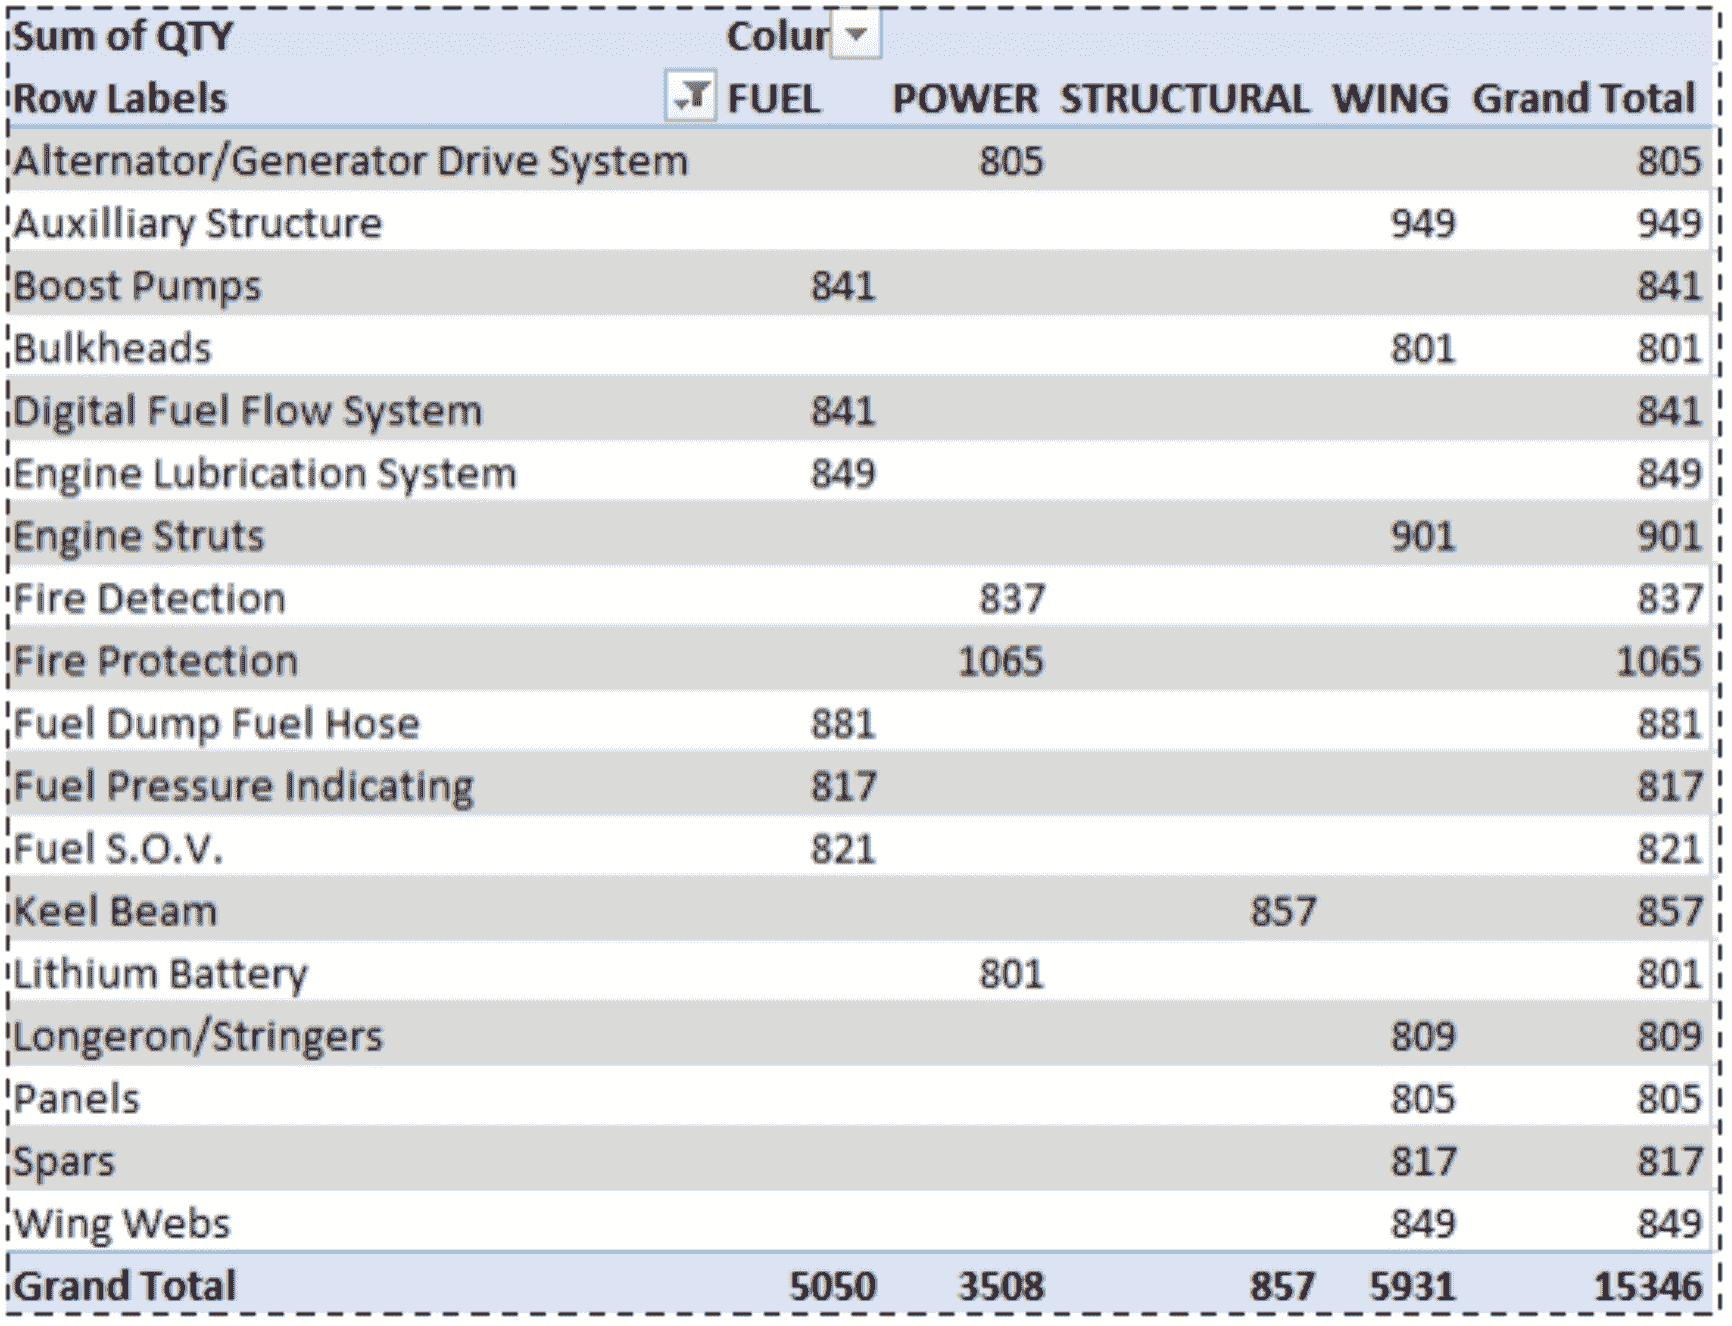 Sum of QTY Colur
Row Labels FUEL POWER STRUCTURAL WING Grand Total
Alternator/Generator Drive System 805 805
Auxilliary Structure 949 949
Boost Pumps 841 841
Bulkheads 801 801
Digital Fuel Flow System 841 841
Engine Lubrication System 849 849
Engine Struts 901 901
Fire Detection 837 837
Fire Protection 1065 1065
Fuel Dump Fuel Hose 881 881
Fuel Pressure Indicating 817 817
Fuel S.O.V. 821 821
Keel Beam 857 857
Lithium Battery 801 801
Longeron/Stringers 809 809
Panels 805 805
Spars 817 817
Wing Webs 849 849
Grand Total 5050 3508 857 5931 15346